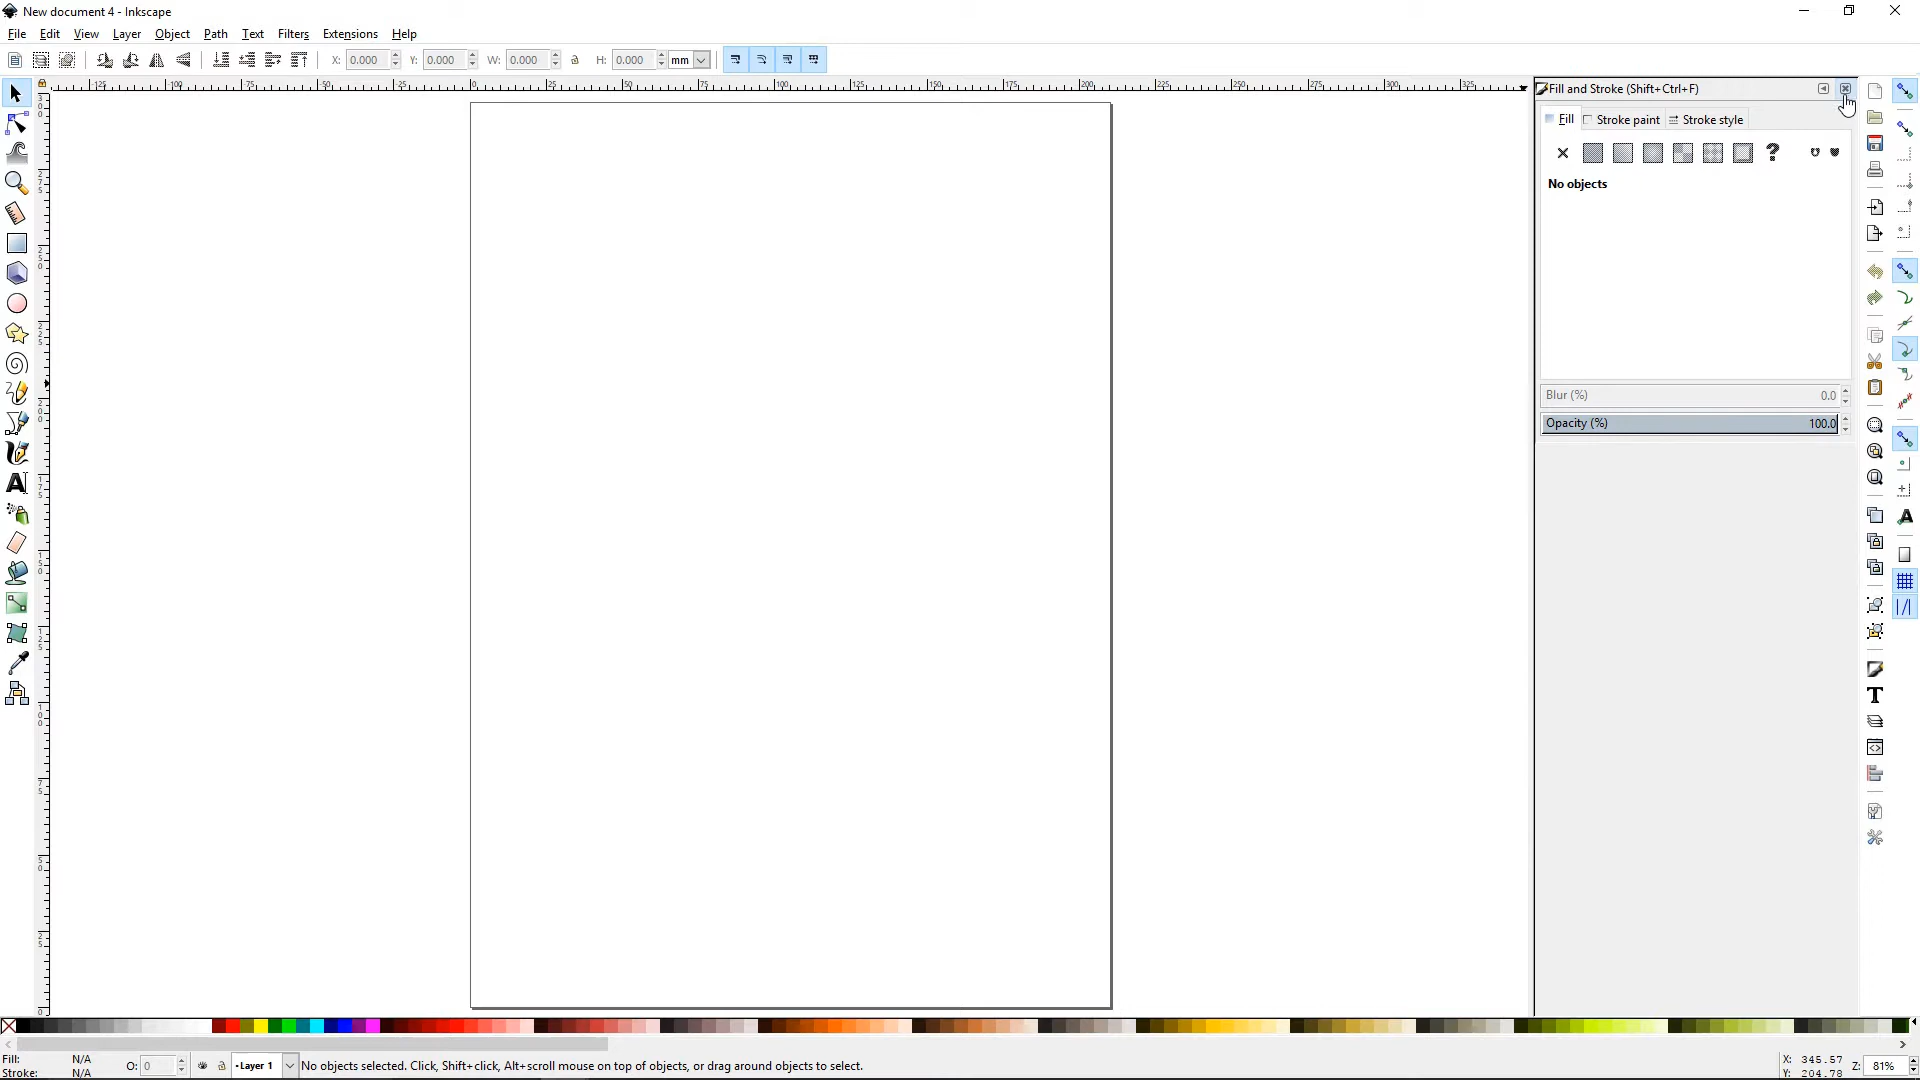 New document 4 - Inkscape
File Edit View Layer Object Path Text Filters Extensions Help
X: 0.000 Y: 0.000 W: 0.000 H: 0.000 mm
Fill and Stroke (Shift+Ctrl+F)
Fill Stroke paint Stroke style
No objects
Blur (%) 0.0
Opacity (%) 100.0
Fill: N/A
Stroke: N/A
O: 0
Layer 1
No objects selected. Click, Shift+click, Alt+scroll mouse on top of objects, or drag around objects to select.
X: 345.57
Y: 204.78
Z: 81%